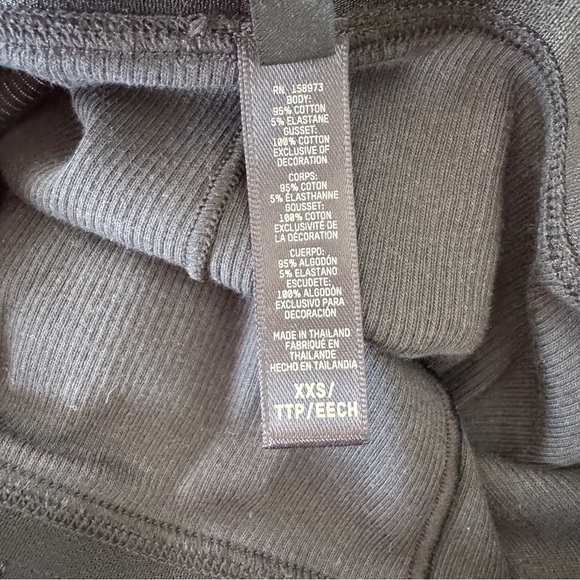 RN 158973
BODY:
95% COTTON
5% ELASTANE
GUSSET:
100% COTTON
EXCLUSIVE OF
DECORATION
CORPS:
95% COTON
5% ÉLASTHANNE
GOUSSET:
100% COTON
EXCLUSIVITÉ DE
LA DÉCORATION
CUERPO:
95% ALGODÓN
5% ELASTANO
ESCUDETE:
100% ALGODÓN
EXCLUSIVO PARA
DECORACIÓN
MADE IN THAILAND
FABRIQUÉ EN
THAÏLANDE
HECHO EN TAILANDIA
XXS/
TTP/EECH